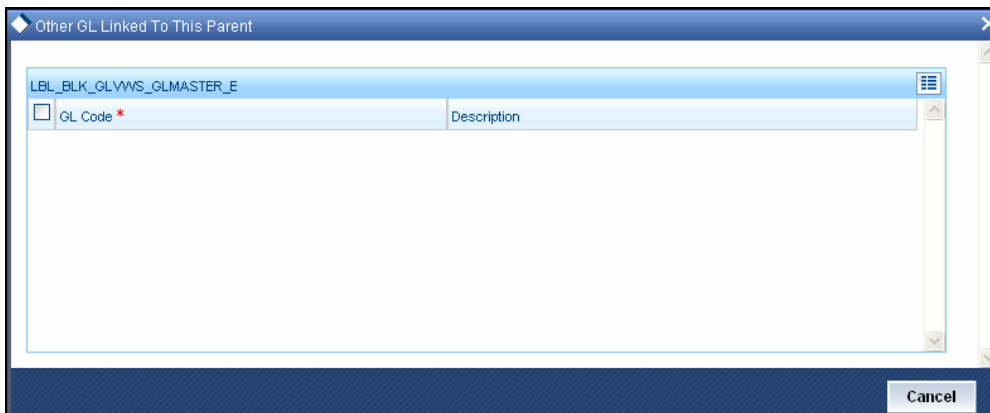 Other GL Linked To This Parent
LBL_BLK_GLVWS_GLMASTER_E
GL Code * Description
Cancel